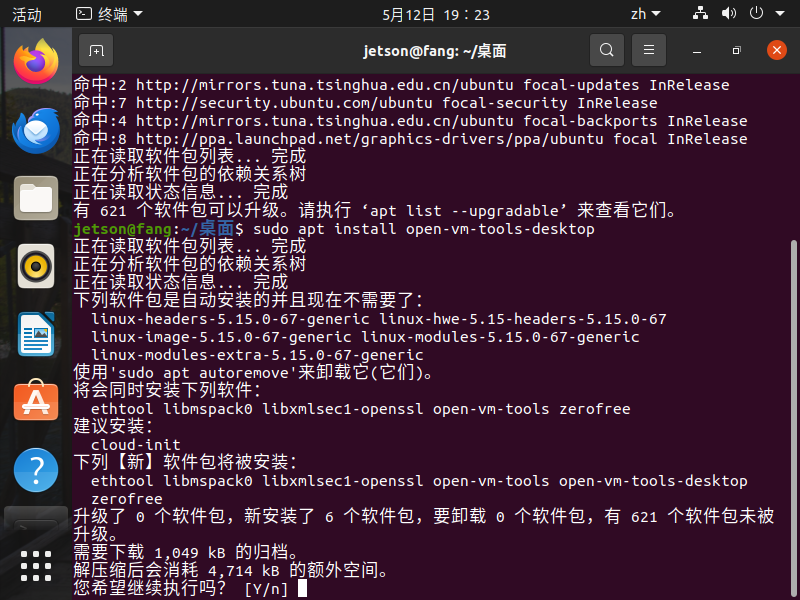 活动 终端 5月12日 19：23 zh
jetson@fang: ~/桌面
命中:2 http://mirrors.tuna.tsinghua.edu.cn/ubuntu focal-updates InRelease
命中:7 http://security.ubuntu.com/ubuntu focal-security InRelease
命中:4 http://mirrors.tuna.tsinghua.edu.cn/ubuntu focal-backports InRelease
命中:8 http://ppa.launchpad.net/graphics-drivers/ppa/ubuntu focal InRelease
正在读取软件包列表... 完成
正在分析软件包的依赖关系树
正在读取状态信息... 完成
有 621 个软件包可以升级。请执行 ‘apt list --upgradable’ 来查看它们。
jetson@fang:~/桌面$ sudo apt install open-vm-tools-desktop
正在读取软件包列表... 完成
正在分析软件包的依赖关系树
正在读取状态信息... 完成
下列软件包是自动安装的并且现在不需要了：
linux-headers-5.15.0-67-generic linux-hwe-5.15-headers-5.15.0-67
linux-image-5.15.0-67-generic linux-modules-5.15.0-67-generic
linux-modules-extra-5.15.0-67-generic
使用'sudo apt autoremove'来卸载它(它们)。
将会同时安装下列软件：
ethtool libmspack0 libxmlsec1-openssl open-vm-tools zerofree
建议安装：
cloud-init
下列【新】软件包将被安装：
ethtool libmspack0 libxmlsec1-openssl open-vm-tools open-vm-tools-desktop
zerofree
升级了 0 个软件包，新安装了 6 个软件包，要卸载 0 个软件包，有 621 个软件包未被
升级。
需要下载 1,049 kB 的归档。
解压缩后会消耗 4,714 kB 的额外空间。
您希望继续执行吗？ [Y/n]